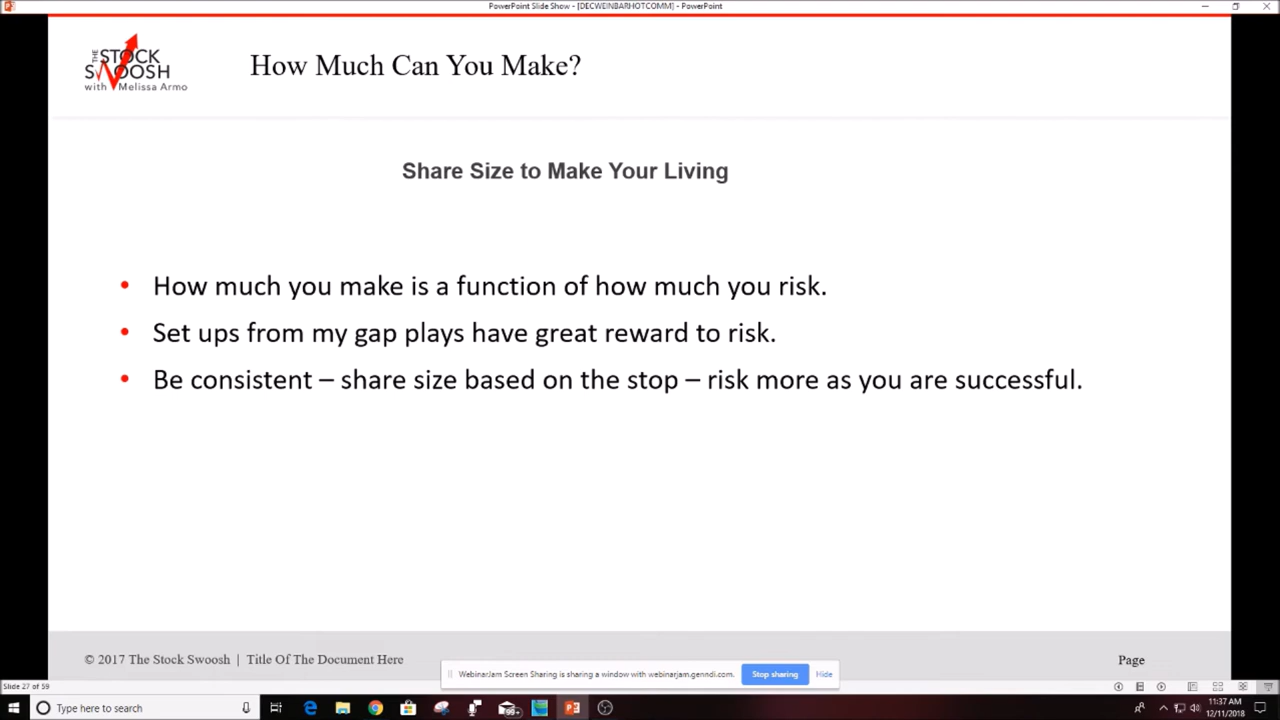 PowerPoint Slide Show - [DECWEINBARHOTCOMM] - PowerPoint
THE
STOCK
SWOOSH
with Melissa Armo
How Much Can You Make?
Share Size to Make Your Living
• How much you make is a function of how much you risk.
• Set ups from my gap plays have great reward to risk.
• Be consistent – share size based on the stop – risk more as you are successful.
© 2017 The Stock Swoosh | Title Of The Document Here
Page
WebinarJam Screen Sharing is sharing a window with webinarjam.genndi.com.
Stop sharing
Hide
Slide 27 of 59
Type here to search
99+
11:37 AM
12/11/2018